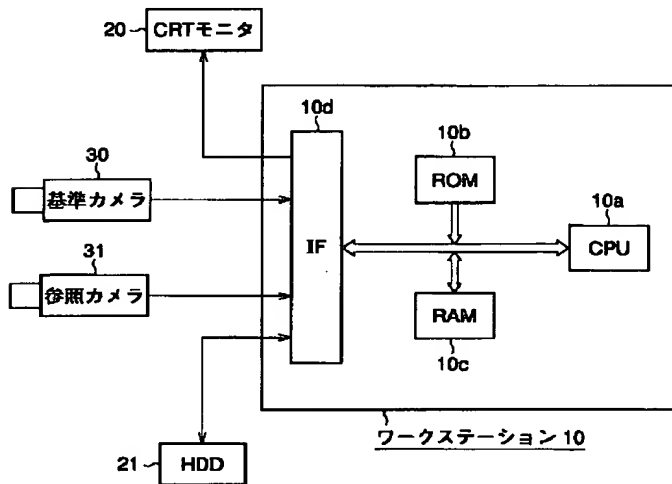 20
CRTモニタ
10d
30
基準カメラ
10b
ROM
10a
CPU
IF
31
参照カメラ
RAM
10c
ワークステーション10
21
HDD